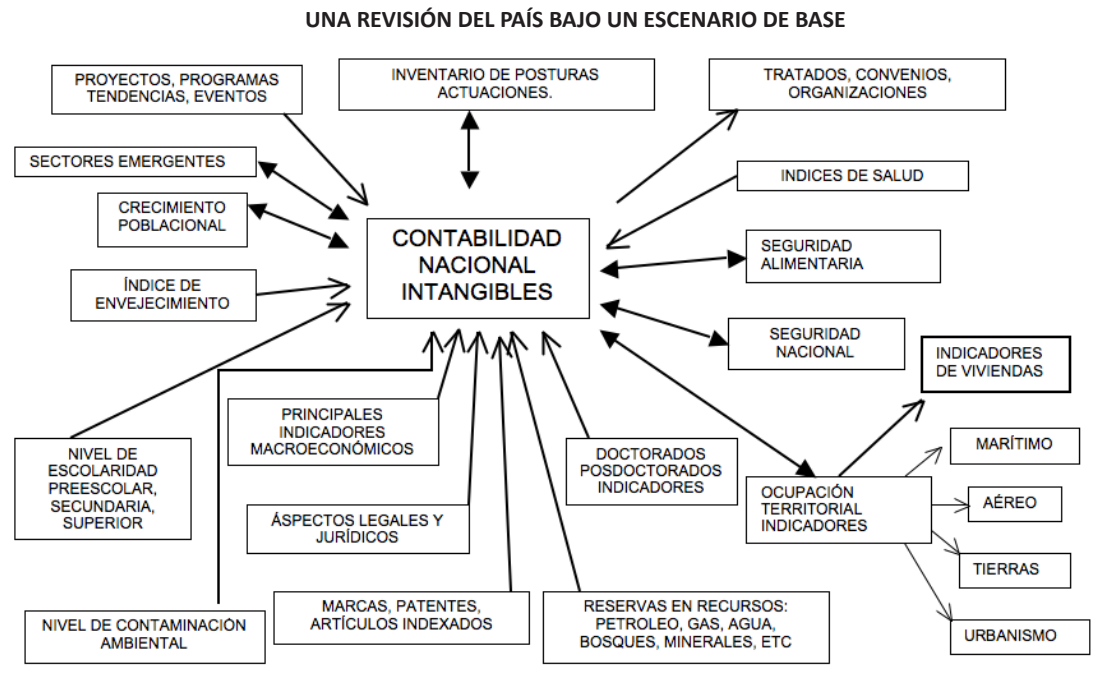 UNA REVISIÓN DEL PAÍS BAJO UN ESCENARIO DE BASE
PROYECTOS, PROGRAMAS
TENDENCIAS, EVENTOS
INVENTARIO DE POSTURAS
ACTUACIONES.
TRATADOS, CONVENIOS,
ORGANIZACIONES
SECTORES EMERGENTES
INDICES DE SALUD
CRECIMIENTO
POBLACIONAL
CONTABILIDAD
NACIONAL
INTANGIBLES
SEGURIDAD
ALIMENTARIA
ÍNDICE DE
ENVEJECIMIENTO
SEGURIDAD
NACIONAL
INDICADORES
DE VIVIENDAS
PRINCIPALES
INDICADORES
MACROECONÓMICOS
NIVEL DE
ESCOLARIDAD
PREESCOLAR,
SECUNDARIA,
SUPERIOR
DOCTORADOS
POSDOCTORADOS
INDICADORES
OCUPACIÓN
TERRITORIAL
INDICADORES
MARÍTIMO
AÉREO
TIERRAS
URBANISMO
ÁSPECTOS LEGALES Y
JURÍDICOS
NIVEL DE CONTAMINACIÓN
AMBIENTAL
MARCAS, PATENTES,
ARTÍCULOS INDEXADOS
RESERVAS EN RECURSOS:
PETROLEO, GAS, AGUA,
BOSQUES, MINERALES, ETC